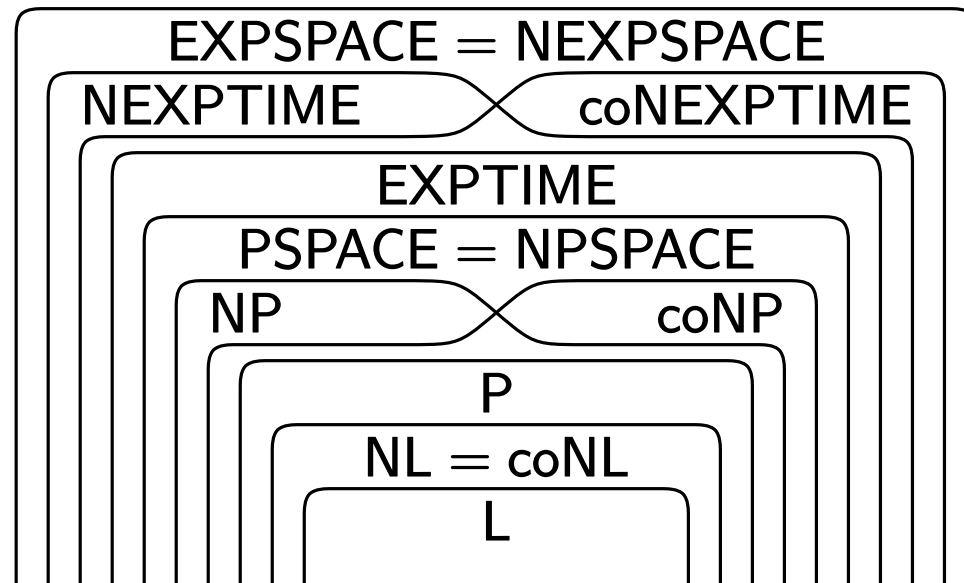 EXPSPACE = NEXPSPACE
NEXPTIME coNEXPTIME
EXPTIME
PSPACE = NPSPACE
NP coNP
P
NL = coNL
L